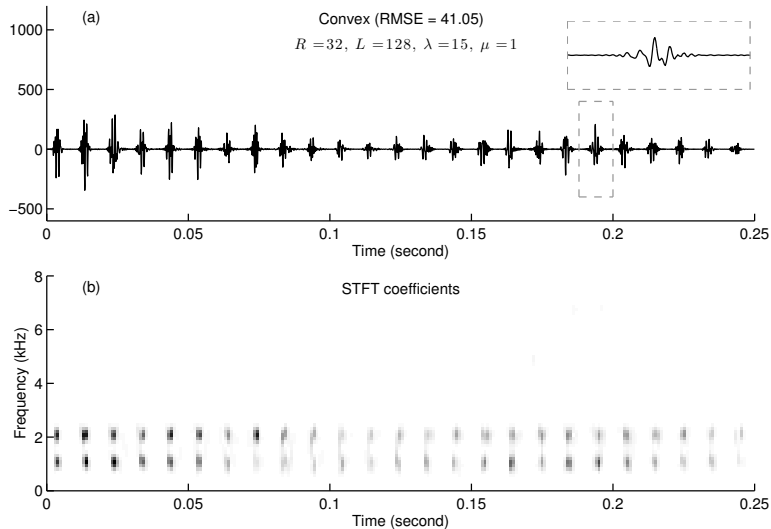 (a)
Convex (RMSE = 41.05)
R =32, L =128, λ =15, μ =1
1000
500
0
−500
0
0.05
0.1
0.15
0.2
0.25
Time (second)
(b)
STFT coefficients
8
6
4
2
0
Frequency (kHz)
0
0.05
0.1
0.15
0.2
0.25
Time (second)